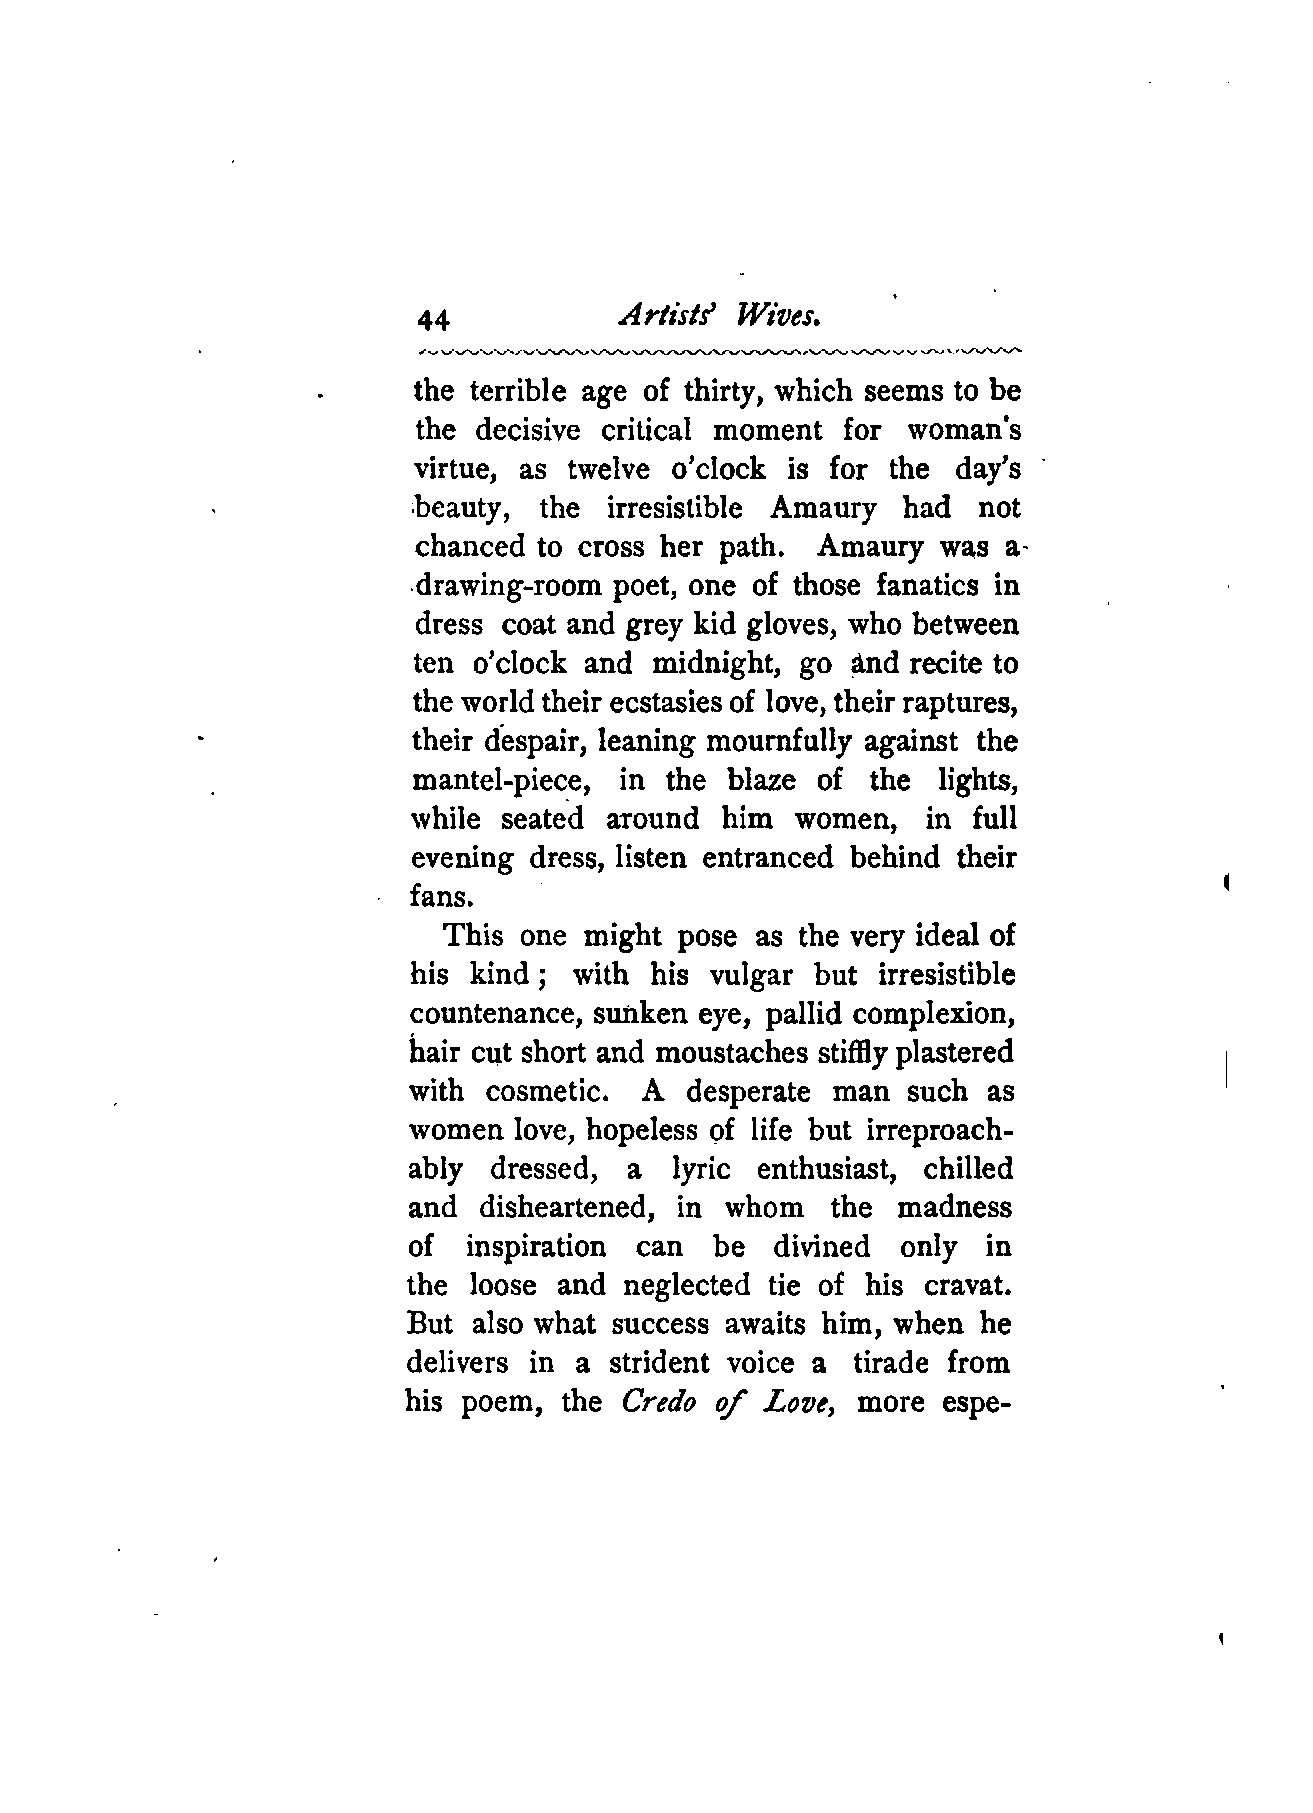 44 Artists' Wives.
the terrible age of thirty, which seems to be
the decisive critical moment for woman's
virtue, as twelve o'clock is for the day's
beauty, the irresistible Amaury had not
chanced to cross her path. Amaury was a
drawing-room poet, one of those fanatics in
dress coat and grey kid gloves, who between
ten o'clock and midnight, go and recite to
the world their ecstasies of love, their raptures,
their despair, leaning mournfully against the
mantel-piece, in the blaze of the lights,
while seated around him women, in full
evening dress, listen entranced behind their
fans.
This one might pose as the very ideal of
his kind ; with his vulgar but irresistible
countenance, sunken eye, pallid complexion,
hair cut short and moustaches stiffly plastered
with cosmetic. A desperate man such as
women love, hopeless of life but irreproach-
ably dressed, a lyric enthusiast, chilled
and disheartened, in whom the madness
of inspiration can be divined only in
the loose and neglected tie of his cravat.
But also what success awaits him, when he
delivers in a strident voice a tirade from
his poem, the Credo of Love, more espe-